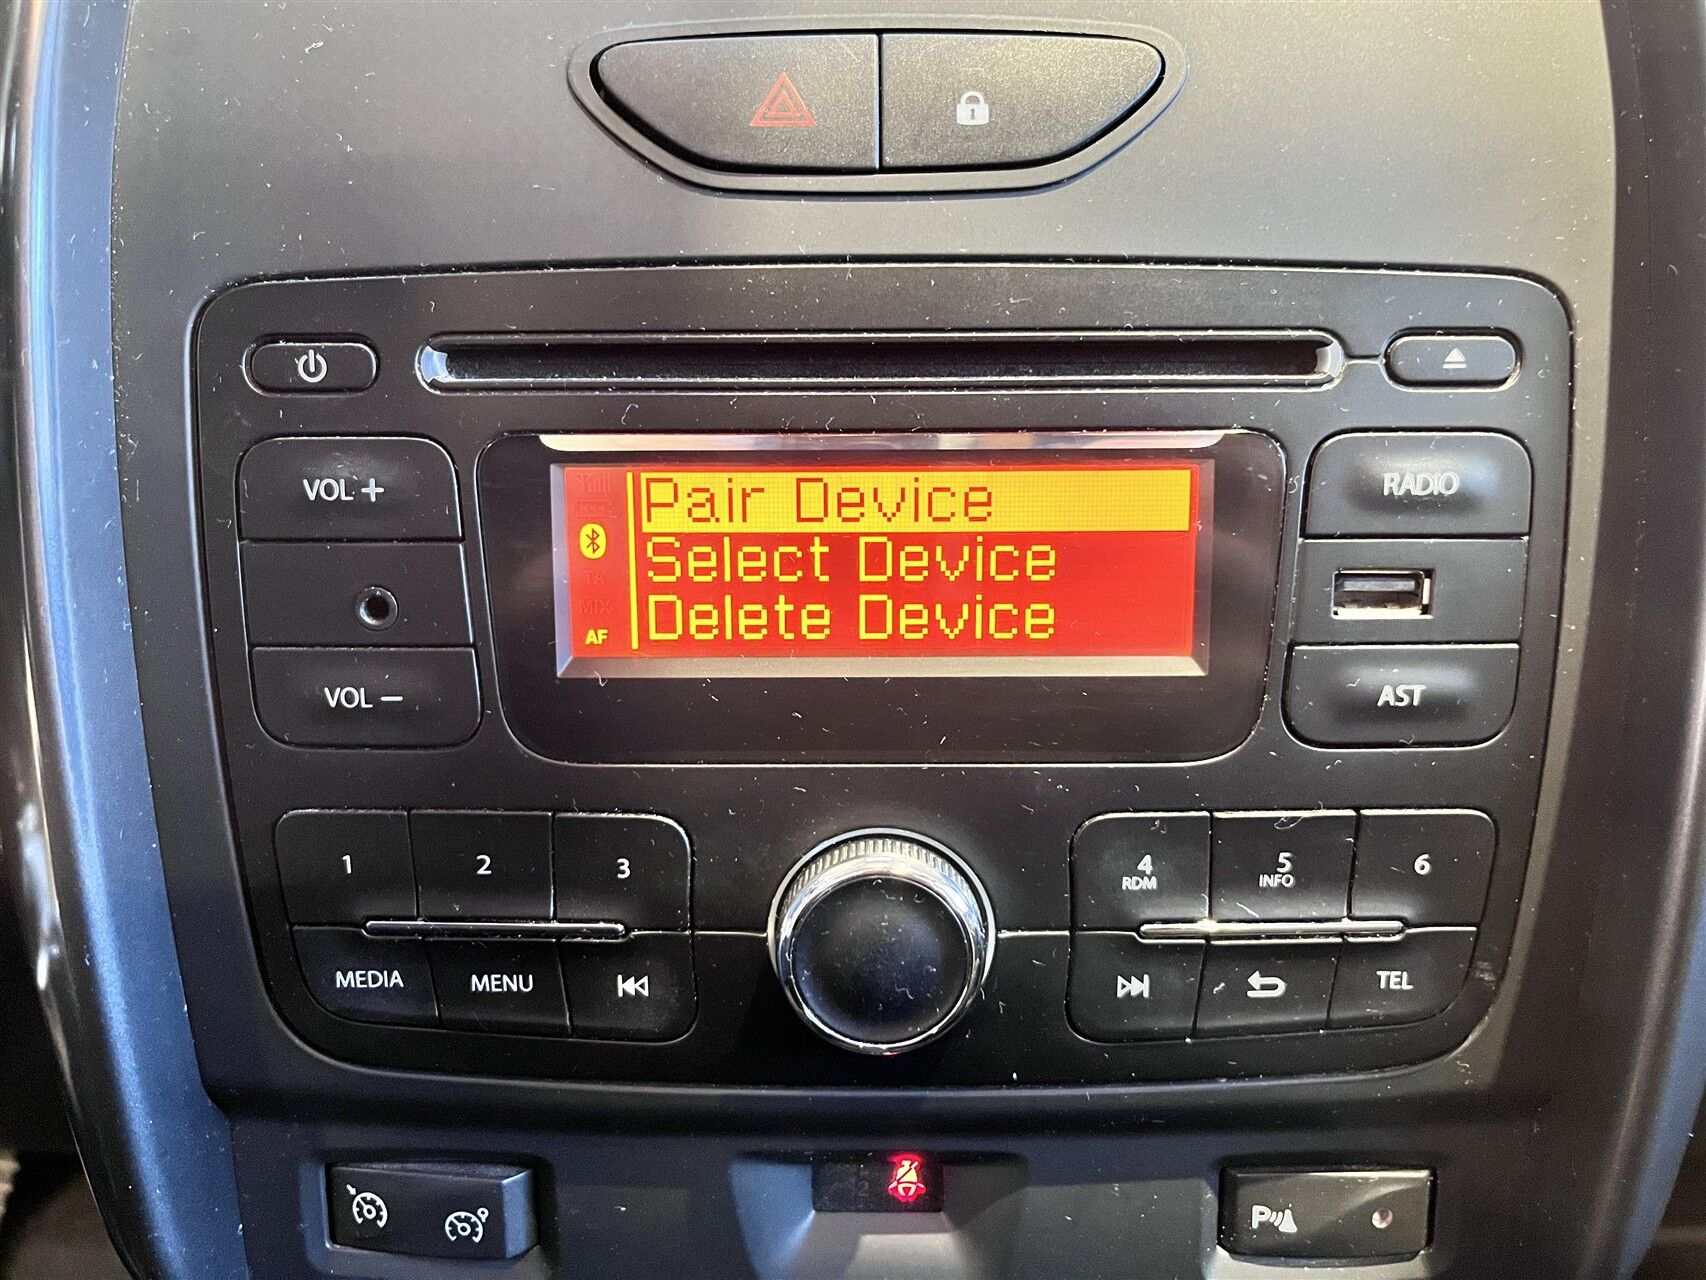 VOL +
RADIO
Pair Device
Select Device
TA
MIX
AF
Delete Device
VOL –
AST
1
2
3
4
RDM
5
INFO
6
MEDIA
MENU
TEL
P